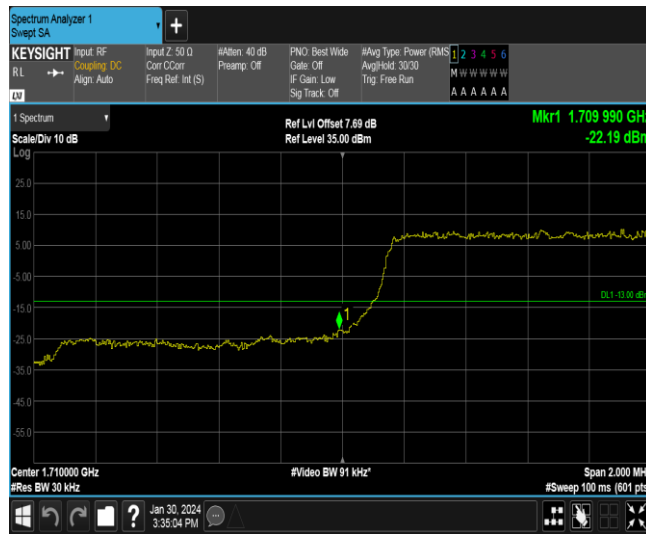 Spectrum Analyzer 1
Swept SA
KEYSIGHT
RL
LXI
Input: RF
Coupling: DC
Align: Auto
Input Z: 50 Ω
Corr CCorr
Freq Ref: Int (S)
#Atten: 40 dB
Preamp: Off
PNO: Best Wide
Gate: Off
IF Gain: Low
Sig Track: Off
#Avg Type: Power (RMS
Avg|Hold: 30/30
Trig: Free Run
1 2 3 4 5 6
M W W W W W
A A A A A A
1 Spectrum
Scale/Div 10 dB
Log
Ref Lvl Offset 7.69 dB
Ref Level 35.00 dBm
Mkr1 1.709 990 GHz
-22.19 dBm
25.0
15.0
5.00
-5.00
DL1 -13.00 dBm
-15.0
1
-25.0
-35.0
-45.0
-55.0
Center 1.710000 GHz
#Res BW 30 kHz
#Video BW 91 kHz*
Span 2.000 MH
#Sweep 100 ms (601 pts
?
Jan 30, 2024
3:35:04 PM